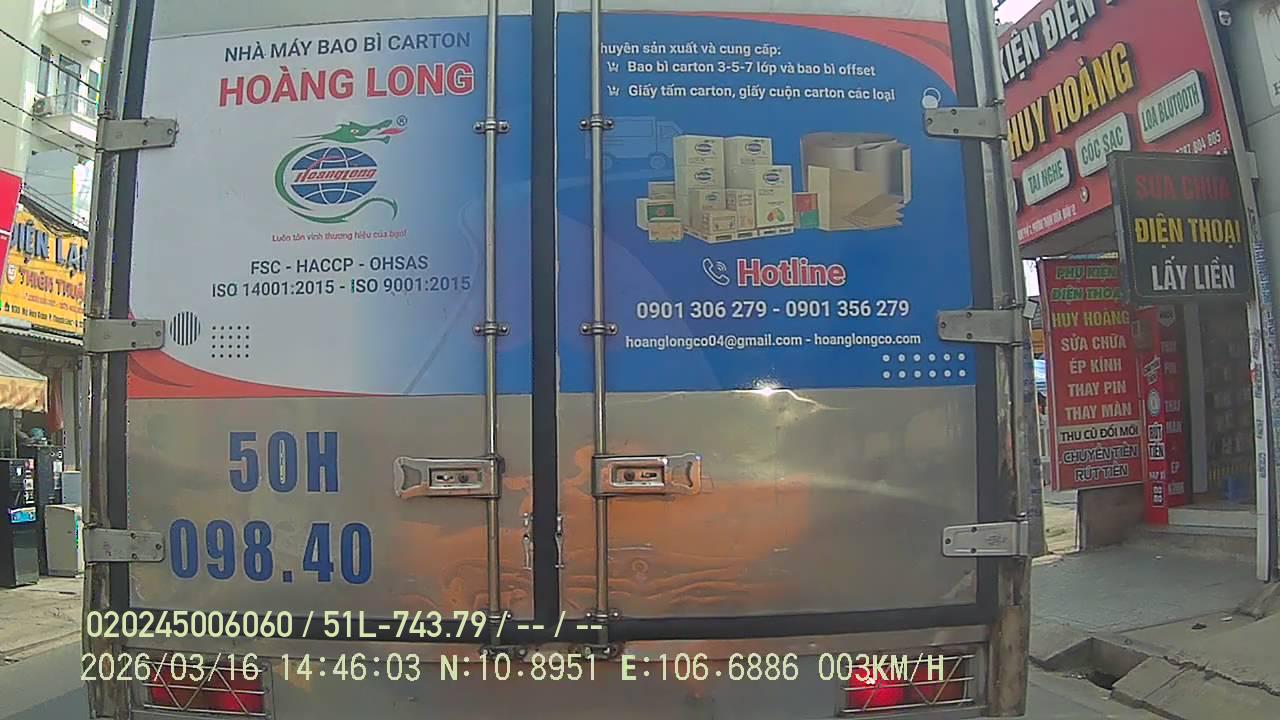 NHÀ MÁY BAO BÌ CARTON
HOÀNG LONG
®
HoangLong
Luôn tôn vinh thương hiệu của bạn!
FSC - HACCP - OHSAS
ISO 14001:2015 - ISO 9001:2015
huyên sản xuất và cung cấp:
Bao bì carton 3-5-7 lớp và bao bì offset
Giấy tấm carton, giấy cuộn carton các loại
Hotline
0901 306 279 - 0901 356 279
hoanglongco04@gmail.com - hoanglongco.com
50H
098.40
KIỆN ĐIỆN
HUY HOÀNG
TAI NGHE
CÓC SẠC
LOA BLUTOOTH
SỬA CHỮA
ĐIỆN THOẠI
LẤY LIỀN
PHỤ KIỆN
ĐIỆN THOẠI
HUY HOÀNG
SỬA CHỮA
ÉP KÍNH
THAY PIN
THAY MÀN
THU CŨ ĐỔI MỚI
CHUYỂN TIỀN
RÚT TIỀN
RÚT
TIỀN
ĐIỆN LẠ
020245006060 / 51L-743.79 / -- / --
2026/03/16 14:46:03 N:10.8951 E:106.6886 003KM/H